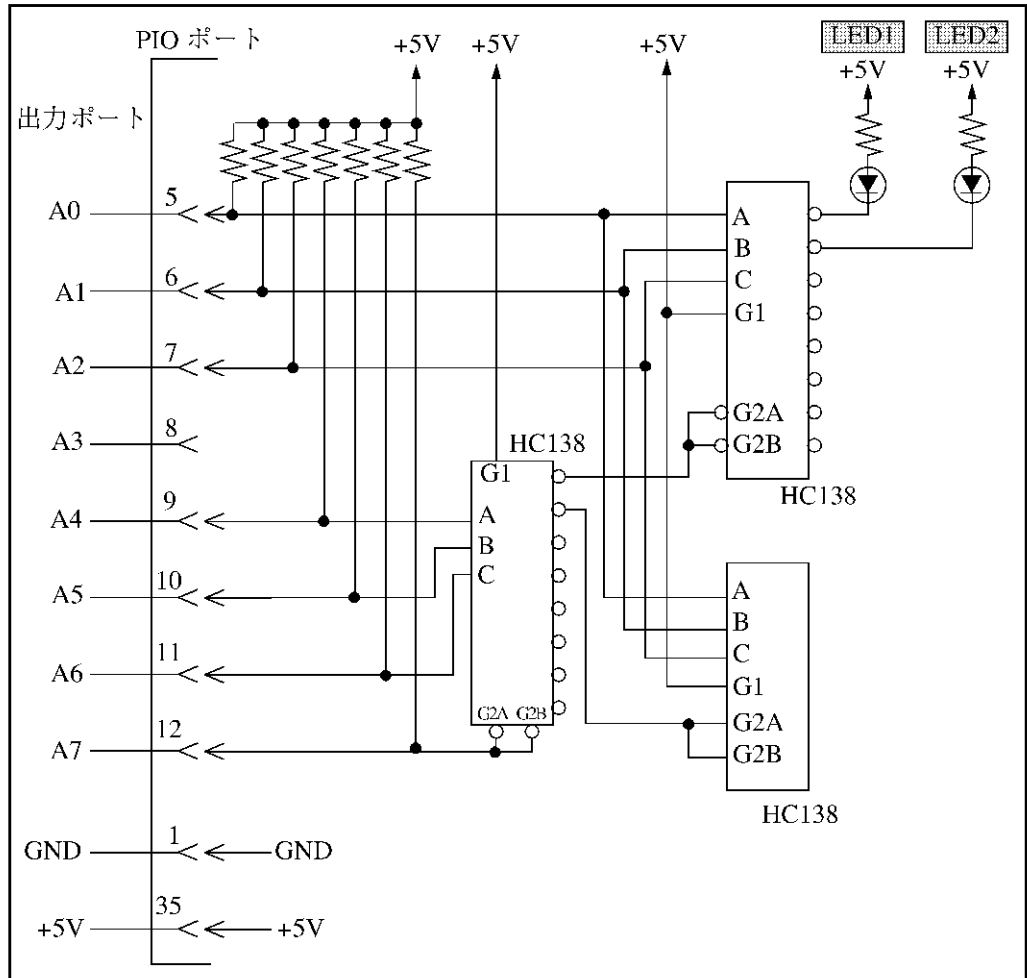 PIO ポート
+5V
+5V
+5V
LED1
LED2
+5V
+5V
出力ポート
A0
5
A1
6
A2
7
A3
8
A4
9
A5
10
A6
11
A7
12
GND
1
GND
+5V
35
+5V
HC138
G1
A
B
C
G2A
G2B
A
B
C
G1
G2A
G2B
HC138
A
B
C
G1
G2A
G2B
HC138